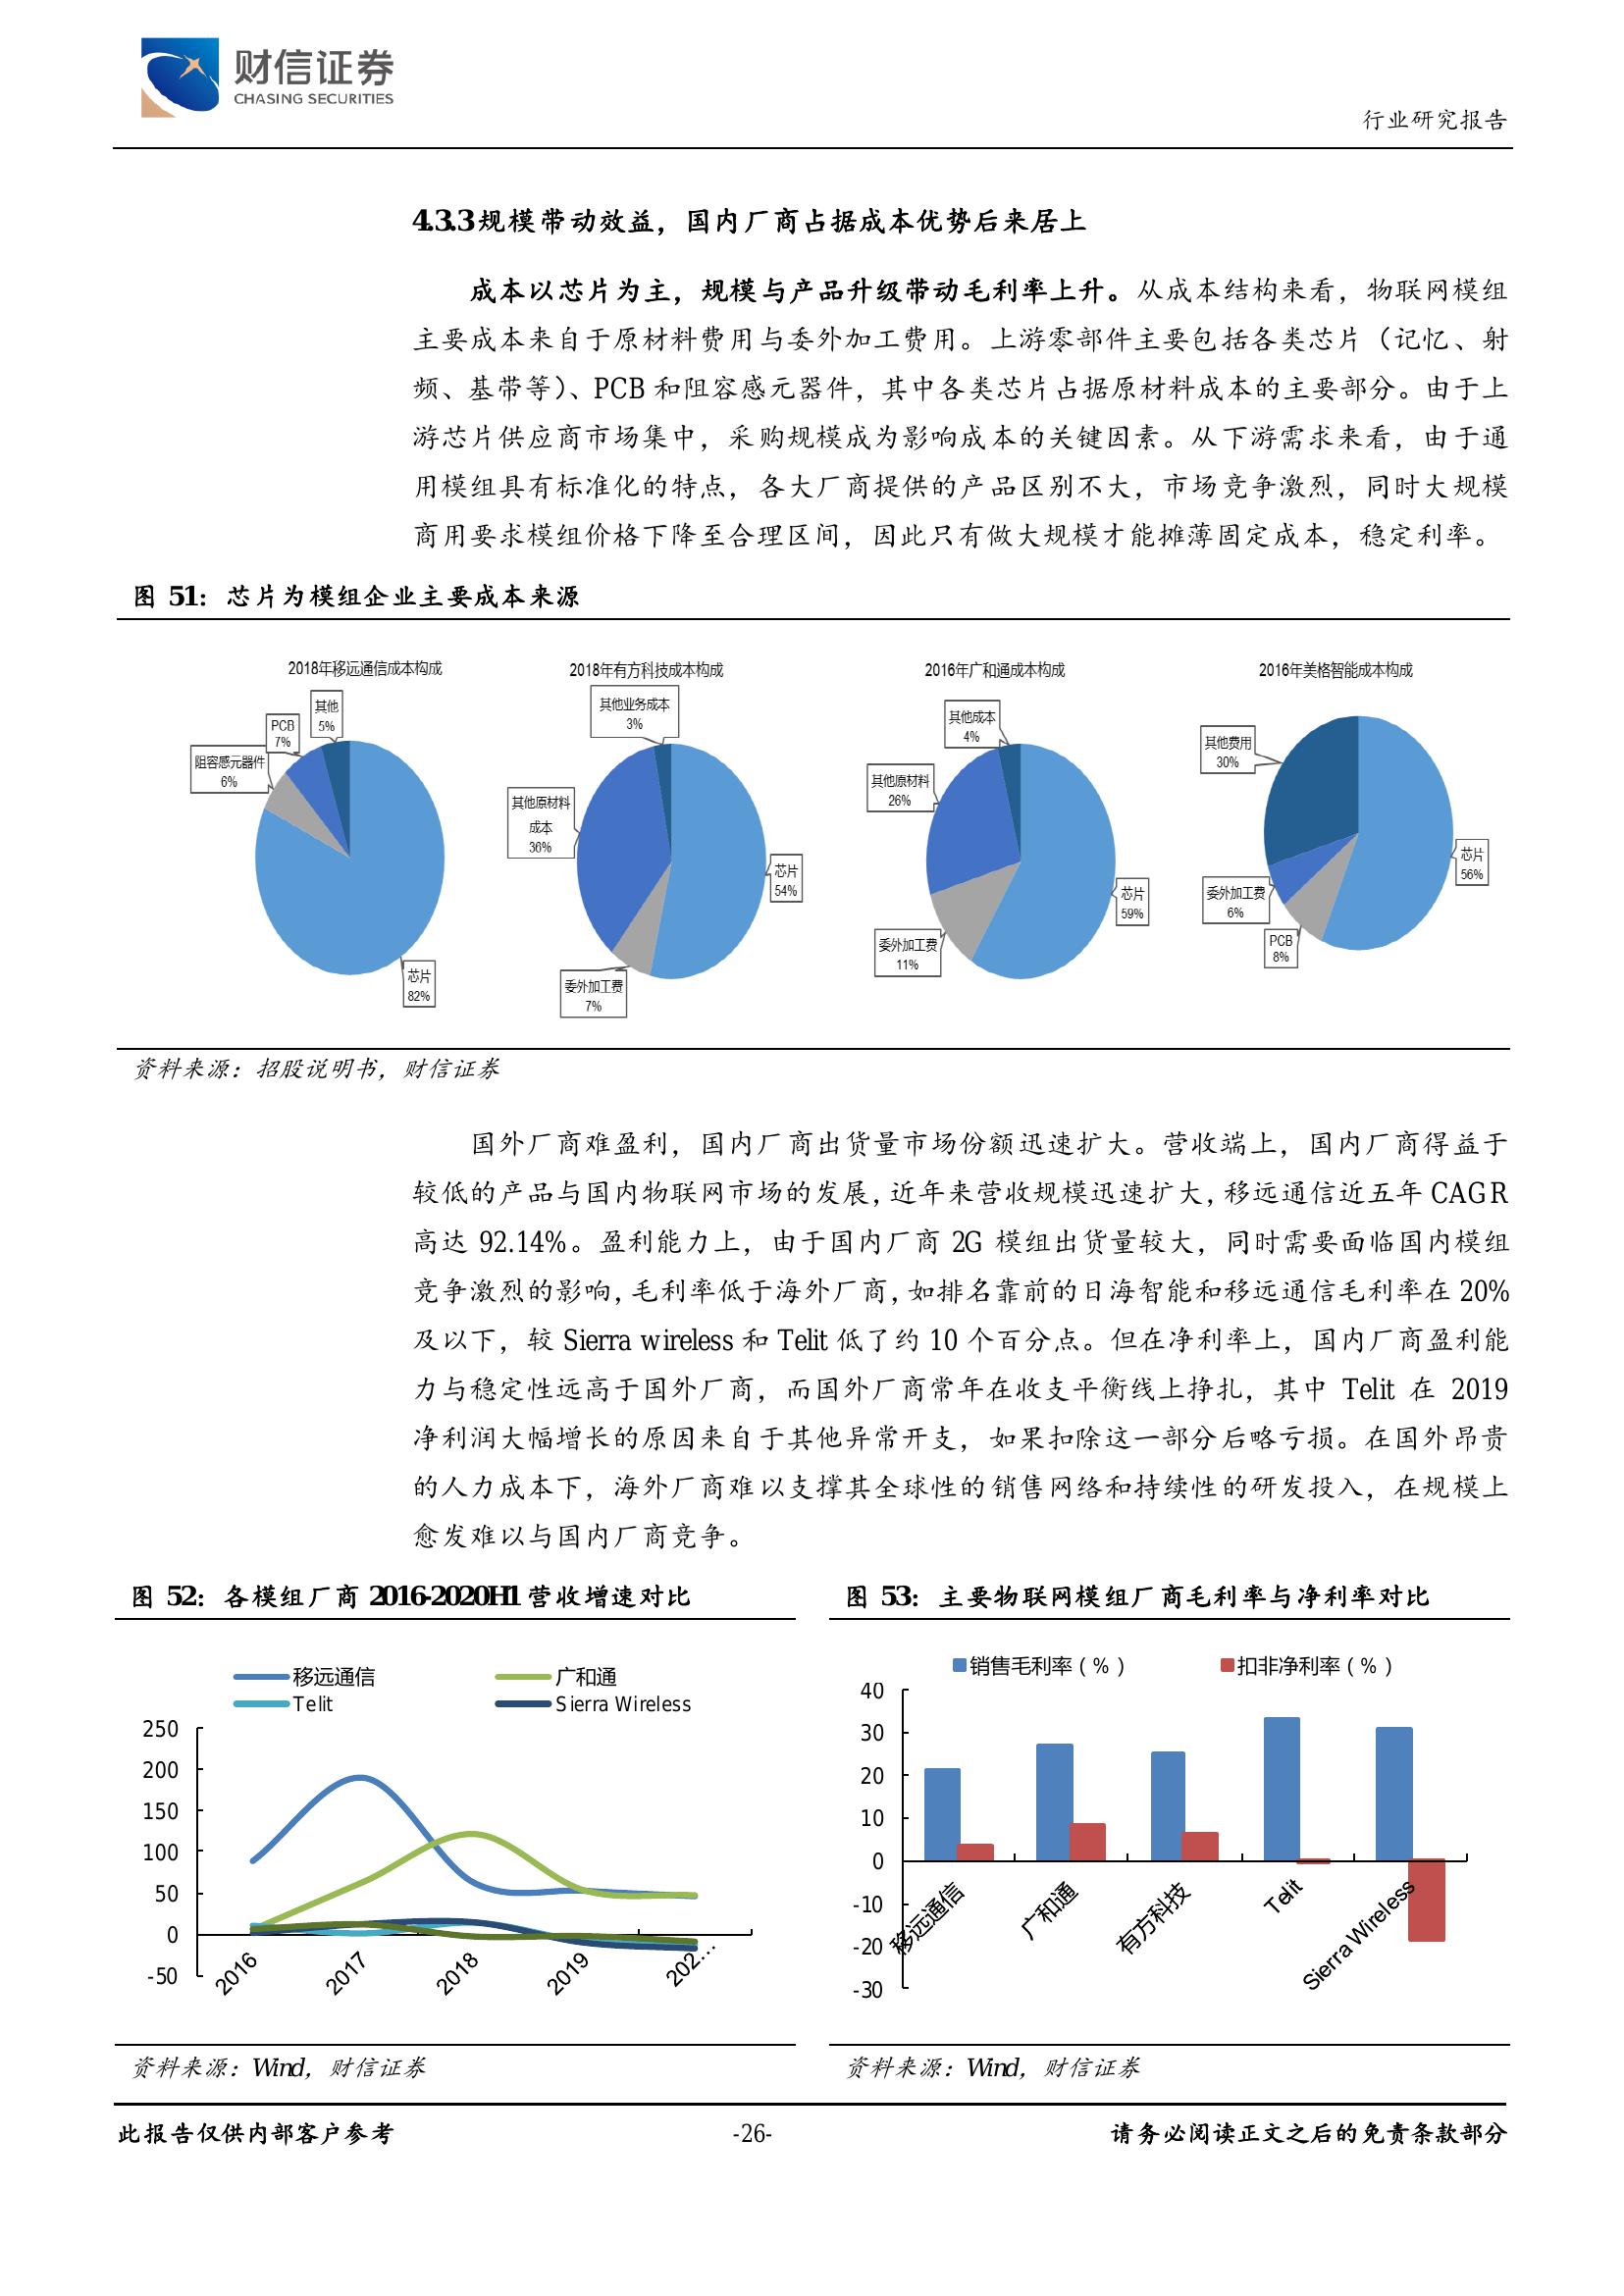 财信证券
CHASING SECURITIES
行业研究报告
4.3.3规模带动效益，国内厂商占据成本优势后来居上
成本以芯片为主，规模与产品升级带动毛利率上升。从成本结构来看，物联网模组
主要成本来自于原材料费用与委外加工费用。上游零部件主要包括各类芯片（记忆、射
频、基带等）、PCB 和阻容感元器件，其中各类芯片占据原材料成本的主要部分。由于上
游芯片供应商市场集中，采购规模成为影响成本的关键因素。从下游需求来看，由于通
用模组具有标准化的特点，各大厂商提供的产品区别不大，市场竞争激烈，同时大规模
商用要求模组价格下降至合理区间，因此只有做大规模才能摊薄固定成本，稳定利率。
图 51：芯片为模组企业主要成本来源
2018年移远通信成本构成
其他
5%
PCB
7%
阻容感元器件
6%
芯片
82%
2018年有方科技成本构成
其他业务成本
3%
其他原材料
成本
36%
芯片
54%
委外加工费
7%
2016年广和通成本构成
其他成本
4%
其他原材料
26%
芯片
59%
委外加工费
11%
2016年美格智能成本构成
其他费用
30%
芯片
56%
委外加工费
6%
PCB
8%
资料来源：招股说明书，财信证券
国外厂商难盈利，国内厂商出货量市场份额迅速扩大。营收端上，国内厂商得益于
较低的产品与国内物联网市场的发展，近年来营收规模迅速扩大，移远通信近五年 CAGR
高达 92.14%。盈利能力上，由于国内厂商 2G 模组出货量较大，同时需要面临国内模组
竞争激烈的影响，毛利率低于海外厂商，如排名靠前的日海智能和移远通信毛利率在 20%
及以下，较 Sierra wireless 和 Telit 低了约 10 个百分点。但在净利率上，国内厂商盈利能
力与稳定性远高于国外厂商，而国外厂商常年在收支平衡线上挣扎，其中 Telit 在 2019
净利润大幅增长的原因来自于其他异常开支，如果扣除这一部分后略亏损。在国外昂贵
的人力成本下，海外厂商难以支撑其全球性的销售网络和持续性的研发投入，在规模上
愈发难以与国内厂商竞争。
图 52：各模组厂商 2016-2020H1 营收增速对比
移远通信
广和通
Telit
Sierra Wireless
250
200
150
100
50
0
-50
2016
2017
2018
2019
202…
资料来源：Wind，财信证券
图 53：主要物联网模组厂商毛利率与净利率对比
销售毛利率（%）
扣非净利率（%）
40
30
20
10
0
-10
-20
-30
移远通信
广和通
有方科技
Telit
Sierra Wireless
资料来源：Wind，财信证券
此报告仅供内部客户参考
-26-
请务必阅读正文之后的免责条款部分